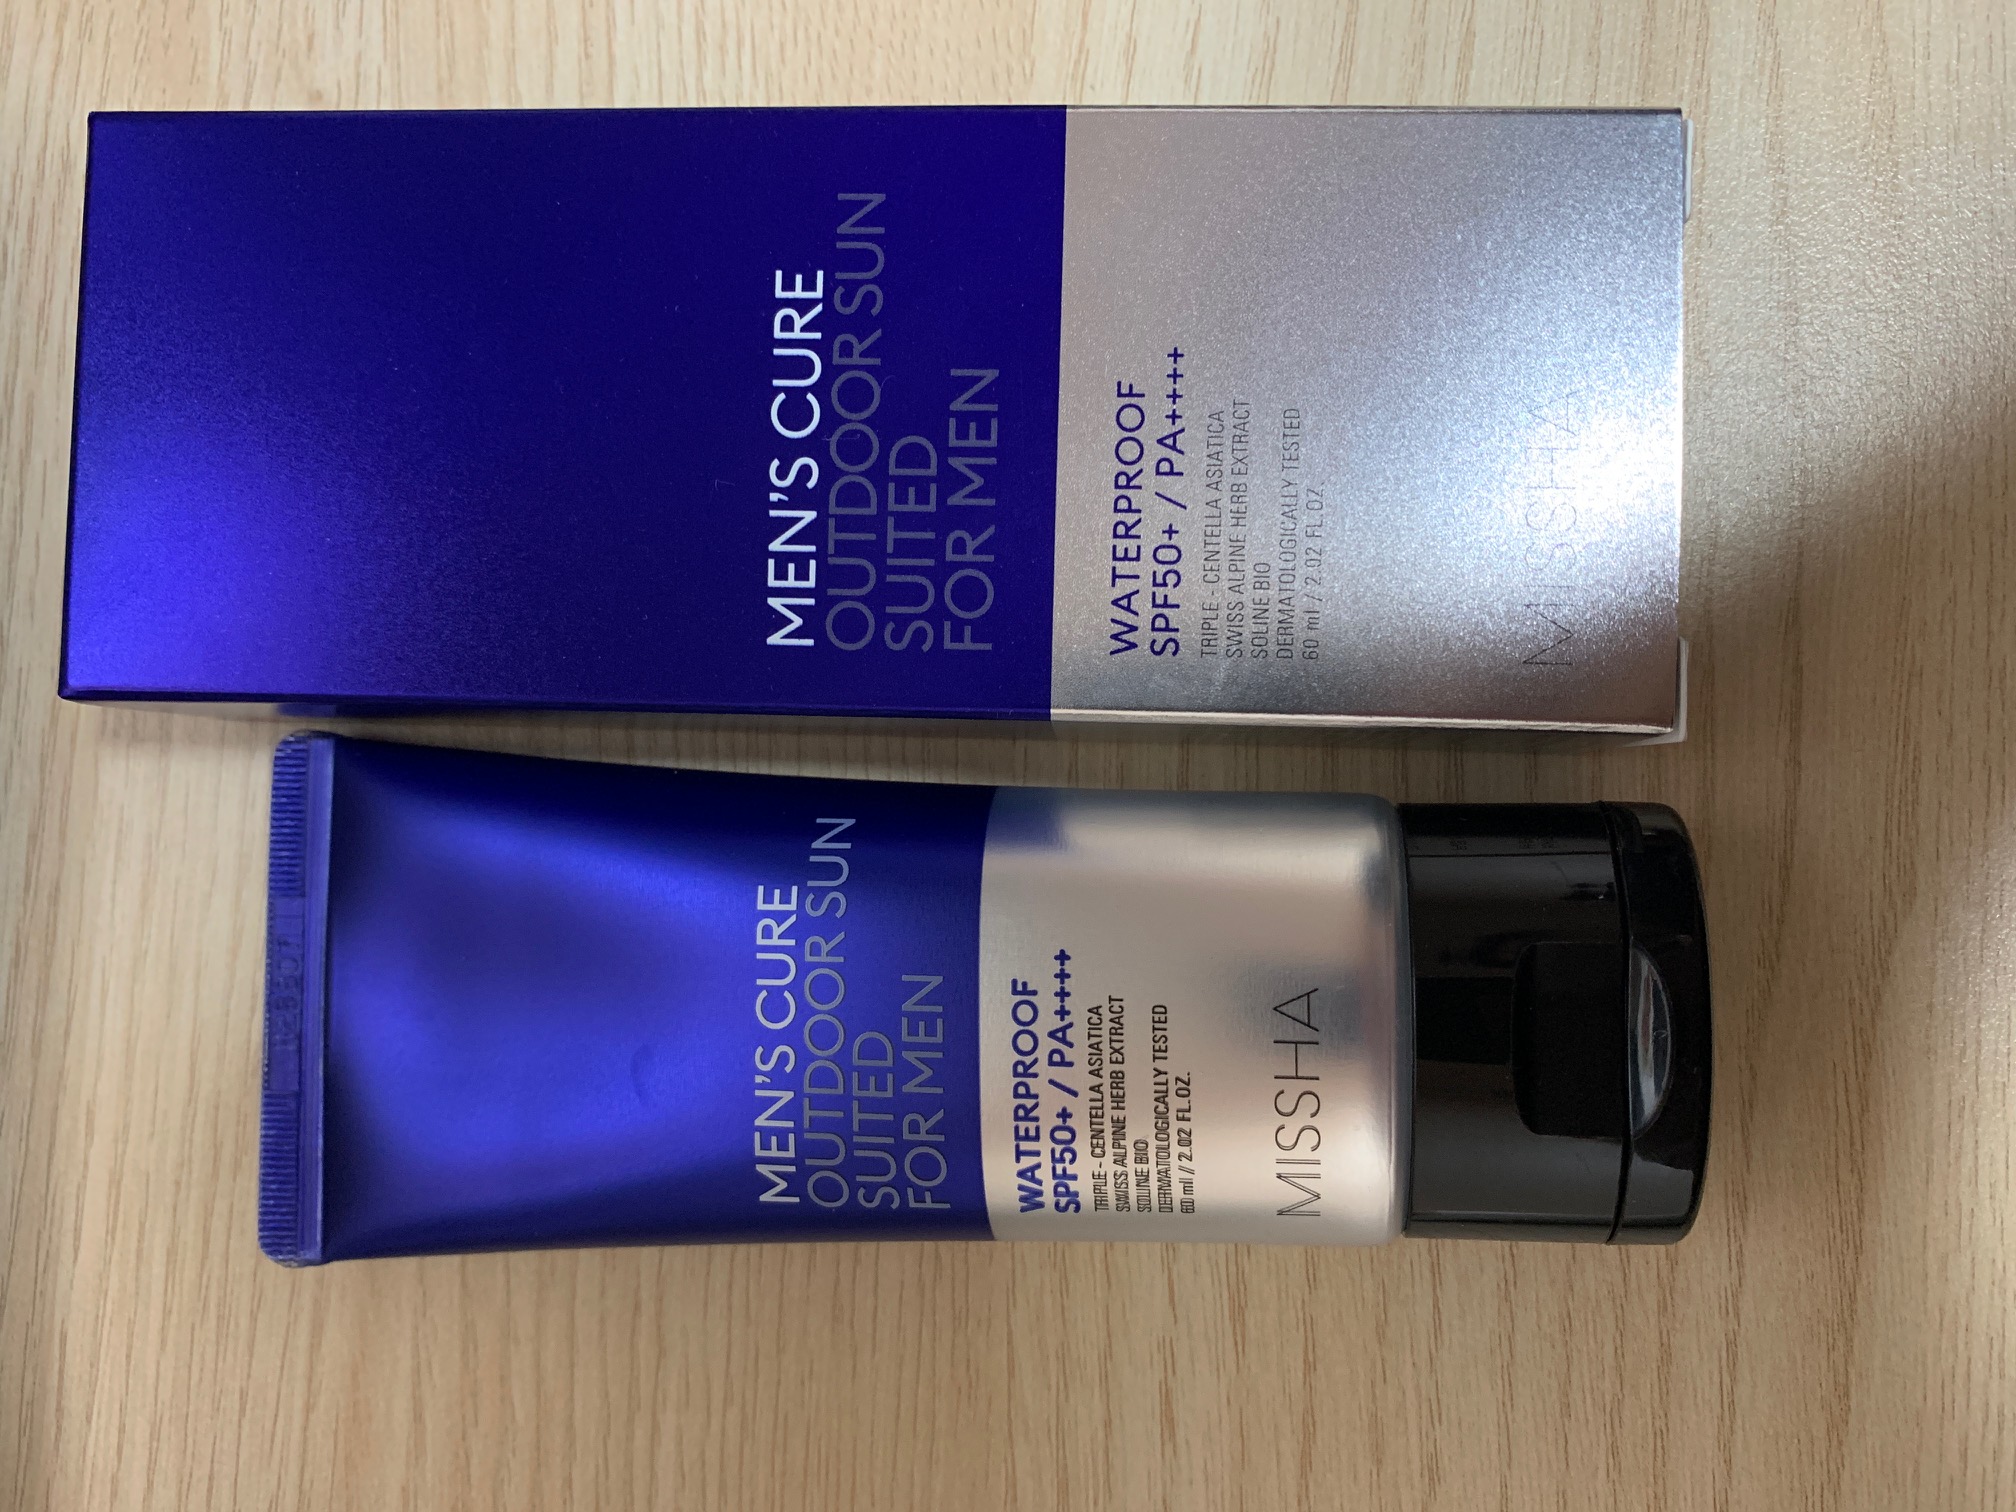 MEN'S CURE
OUTDOOR SUN
SUITED
FOR MEN
WATERPROOF
SPF50+ / PA++++
TRIPLE - CENTELLA ASIATICA
SWISS ALPINE HERB EXTRACT
SOLINE BIO
DERMATOLOGICALLY TESTED
60 ml / 2.02 FL.OZ.
MISSHA
MEN'S CURE
OUTDOOR SUN
SUITED
FOR MEN
WATERPROOF
SPF50+ / PA++++
TRIPLE - CENTELLA ASIATICA
SWISS ALPINE HERB EXTRACT
SOLINE BIO
DERMATOLOGICALLY TESTED
60 ml / 2.02 FL.OZ.
MISSHA